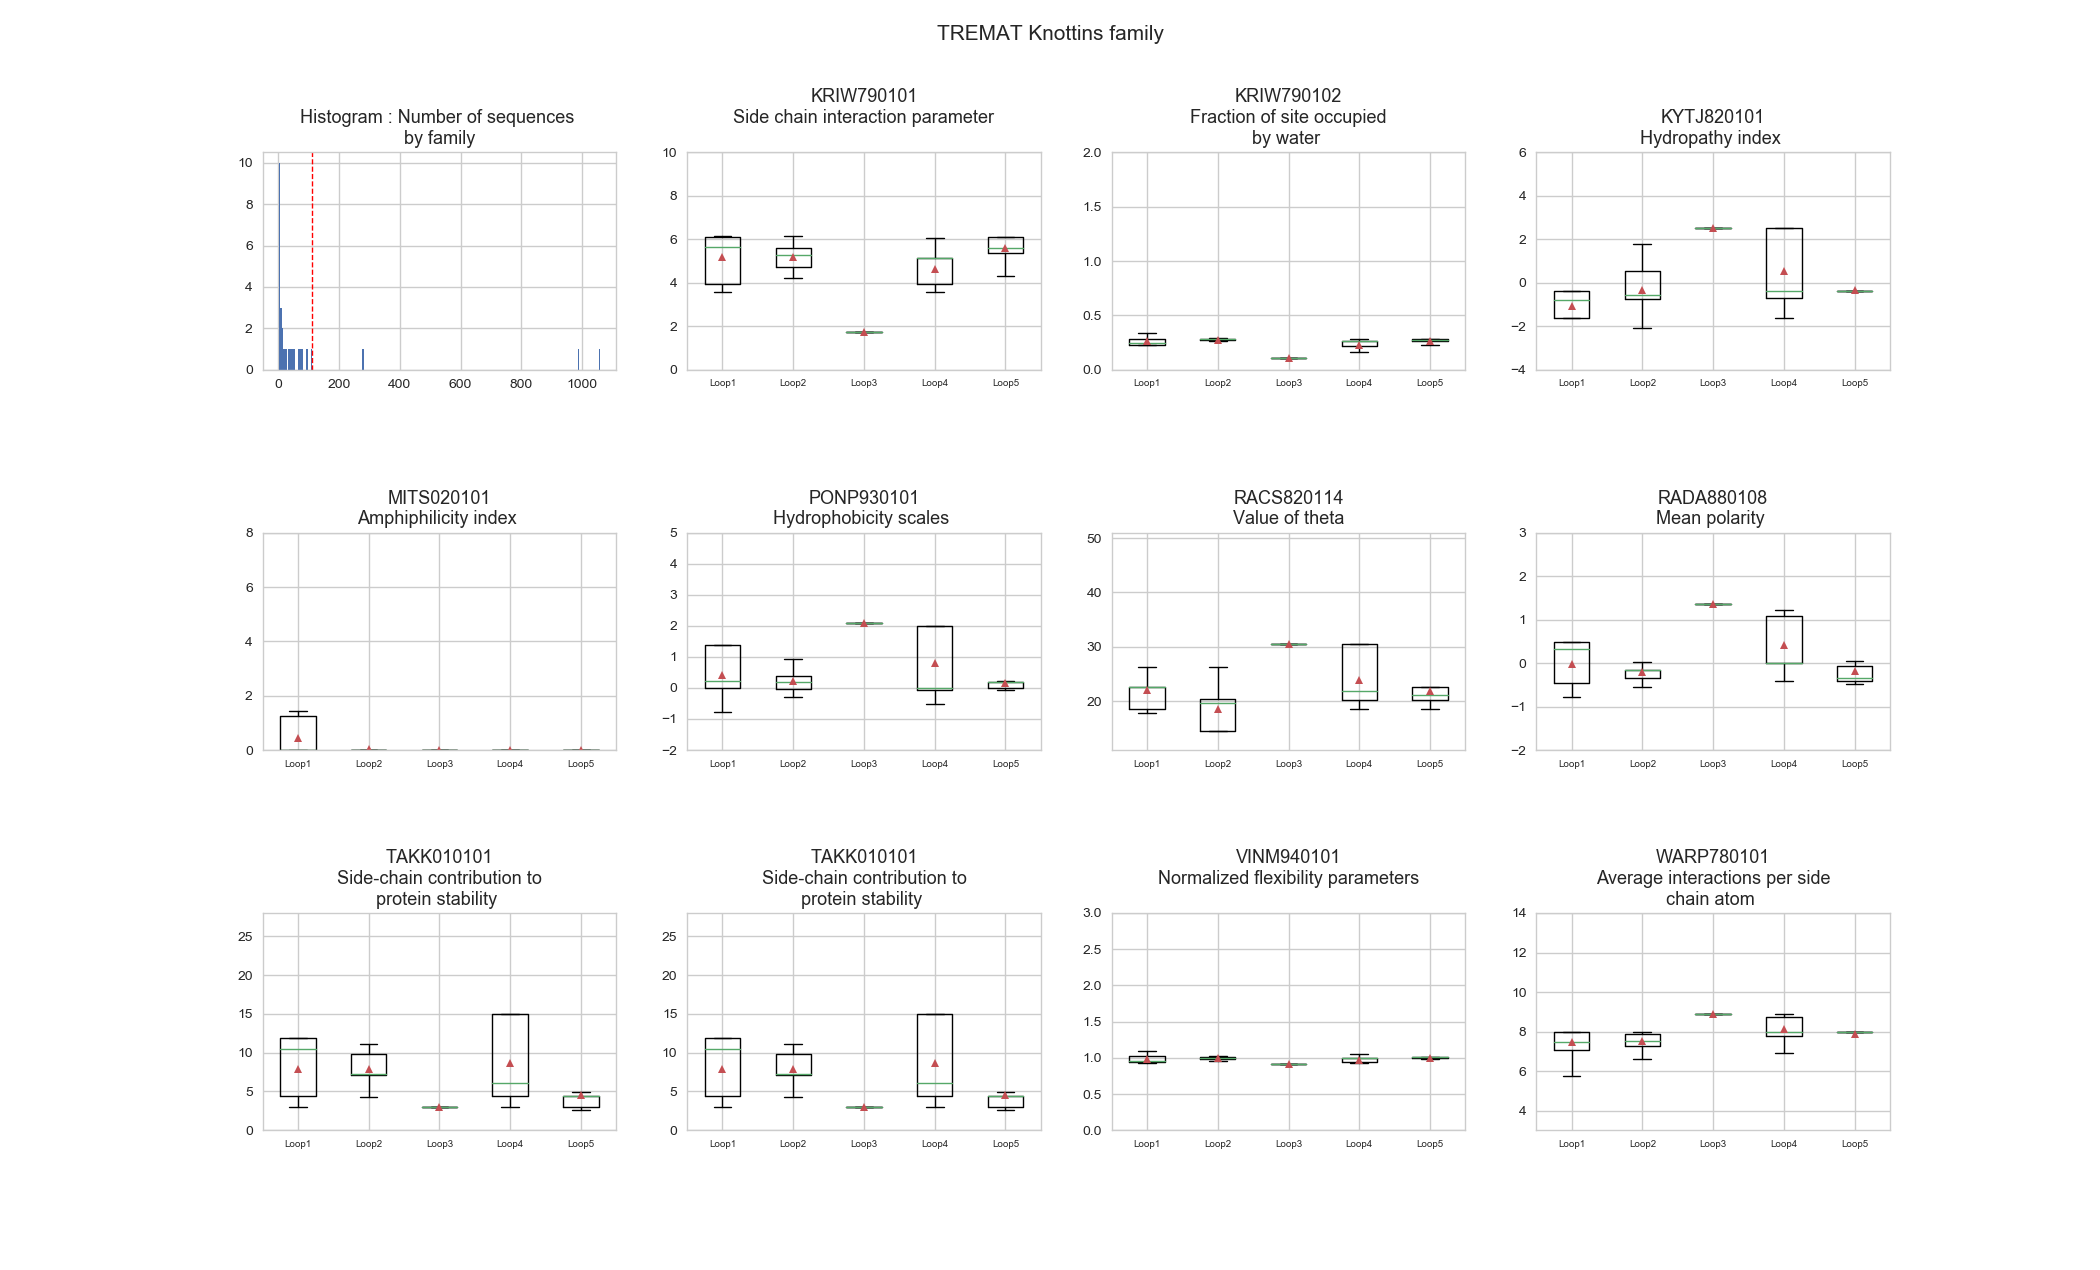 TREMAT Knottins family
Histogram : Number of sequences
by family
10
8
6
4
2
0
0 200 400 600 800 1000
KRIW790101
Side chain interaction parameter
10
8
6
4
2
0
Loop1 Loop2 Loop3 Loop4 Loop5
KRIW790102
Fraction of site occupied
by water
2.0
1.5
1.0
0.5
0.0
Loop1 Loop2 Loop3 Loop4 Loop5
KYTJ820101
Hydropathy index
6
4
2
0
−2
−4
Loop1 Loop2 Loop3 Loop4 Loop5
MITS020101
Amphiphilicity index
8
6
4
2
0
Loop1 Loop2 Loop3 Loop4 Loop5
PONP930101
Hydrophobicity scales
5
4
3
2
1
0
−1
−2
Loop1 Loop2 Loop3 Loop4 Loop5
RACS820114
Value of theta
50
40
30
20
Loop1 Loop2 Loop3 Loop4 Loop5
RADA880108
Mean polarity
3
2
1
0
−1
−2
Loop1 Loop2 Loop3 Loop4 Loop5
TAKK010101
Side-chain contribution to
protein stability
25
20
15
10
5
0
Loop1 Loop2 Loop3 Loop4 Loop5
TAKK010101
Side-chain contribution to
protein stability
25
20
15
10
5
0
Loop1 Loop2 Loop3 Loop4 Loop5
VINM940101
Normalized flexibility parameters
3.0
2.5
2.0
1.5
1.0
0.5
0.0
Loop1 Loop2 Loop3 Loop4 Loop5
WARP780101
Average interactions per side
chain atom
14
12
10
8
6
4
Loop1 Loop2 Loop3 Loop4 Loop5